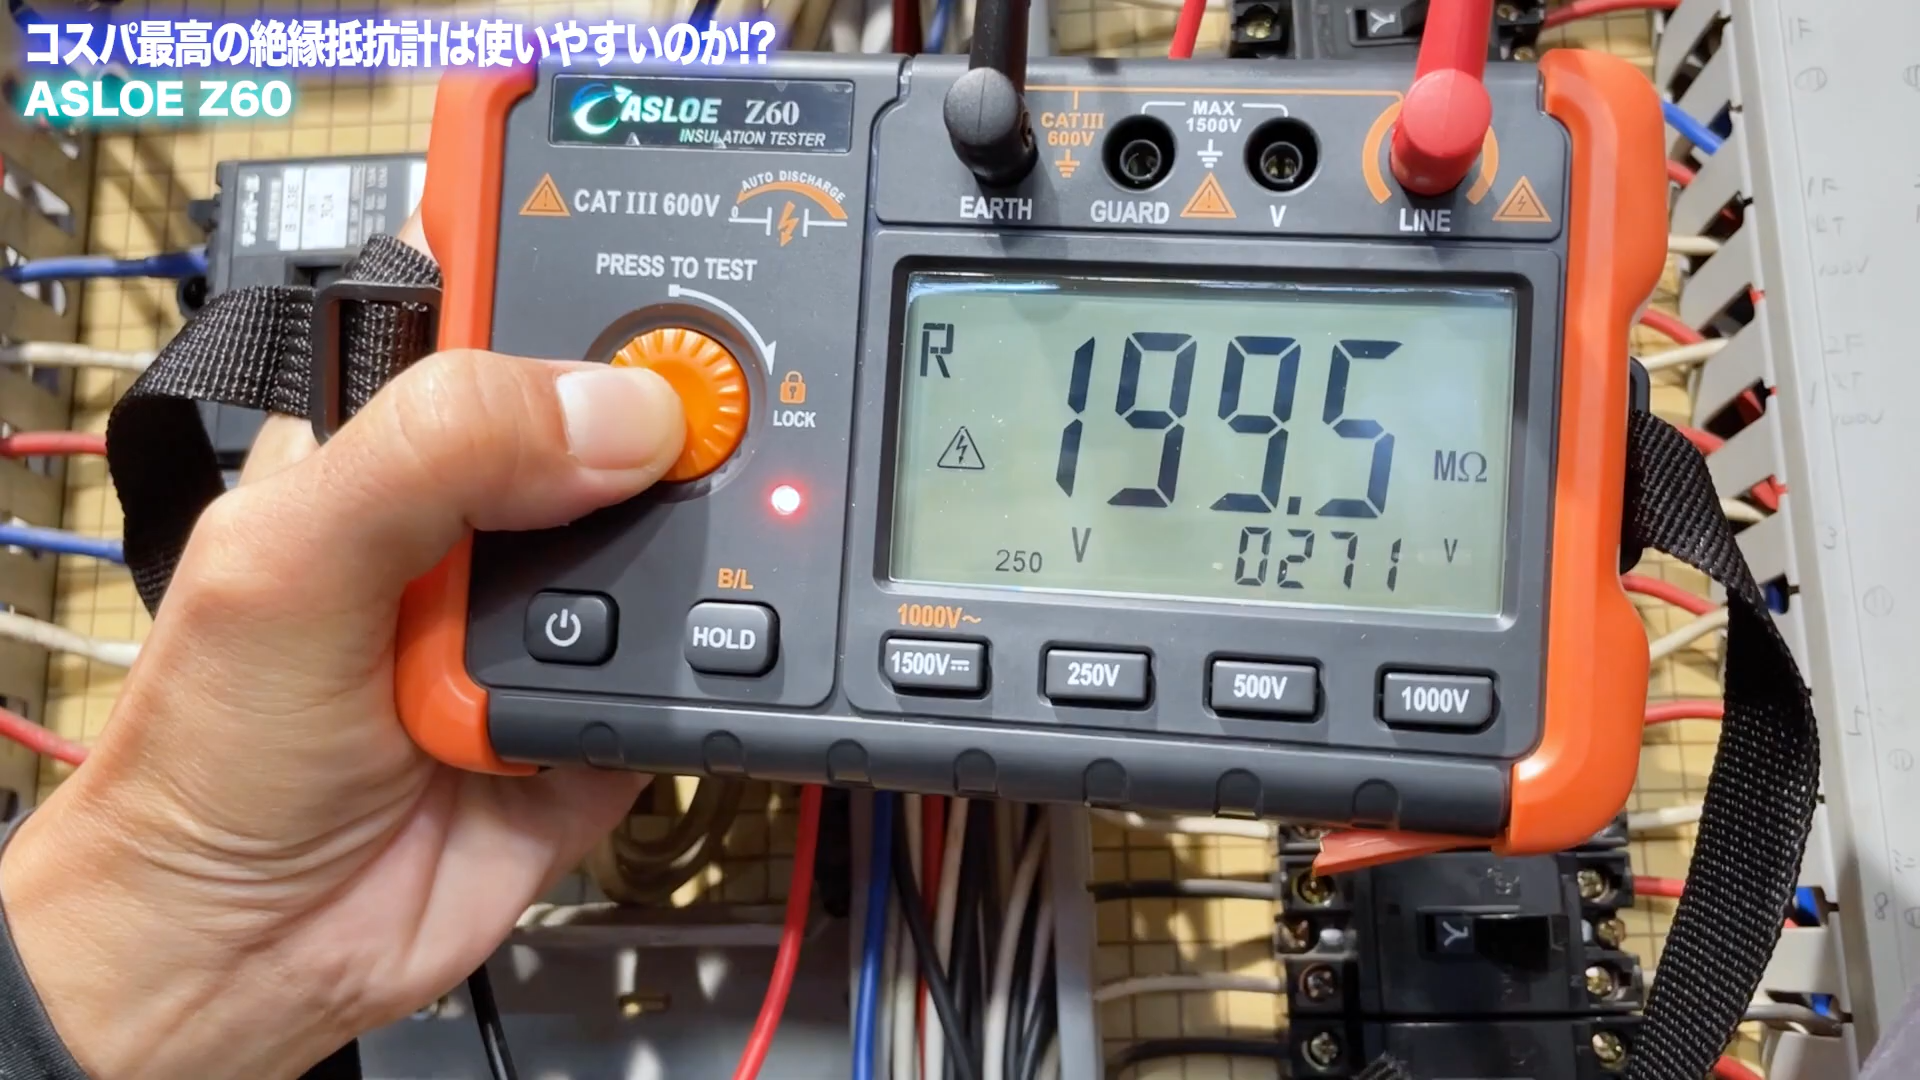 コスパ最高の絶縁抵抗計は使いやすいのか!?
ASLOE Z60
ASLOE Z60
INSULATION TESTER
CAT III 600V
AUTO DISCHARGE
0
PRESS TO TEST
LOCK
B/L
HOLD
CAT III
600V
MAX
1500V
EARTH
GUARD
V
LINE
R
199.5
MΩ
250 V
0271 V
1000V~
1500V⎓
250V
500V
1000V
30A
Y
Y